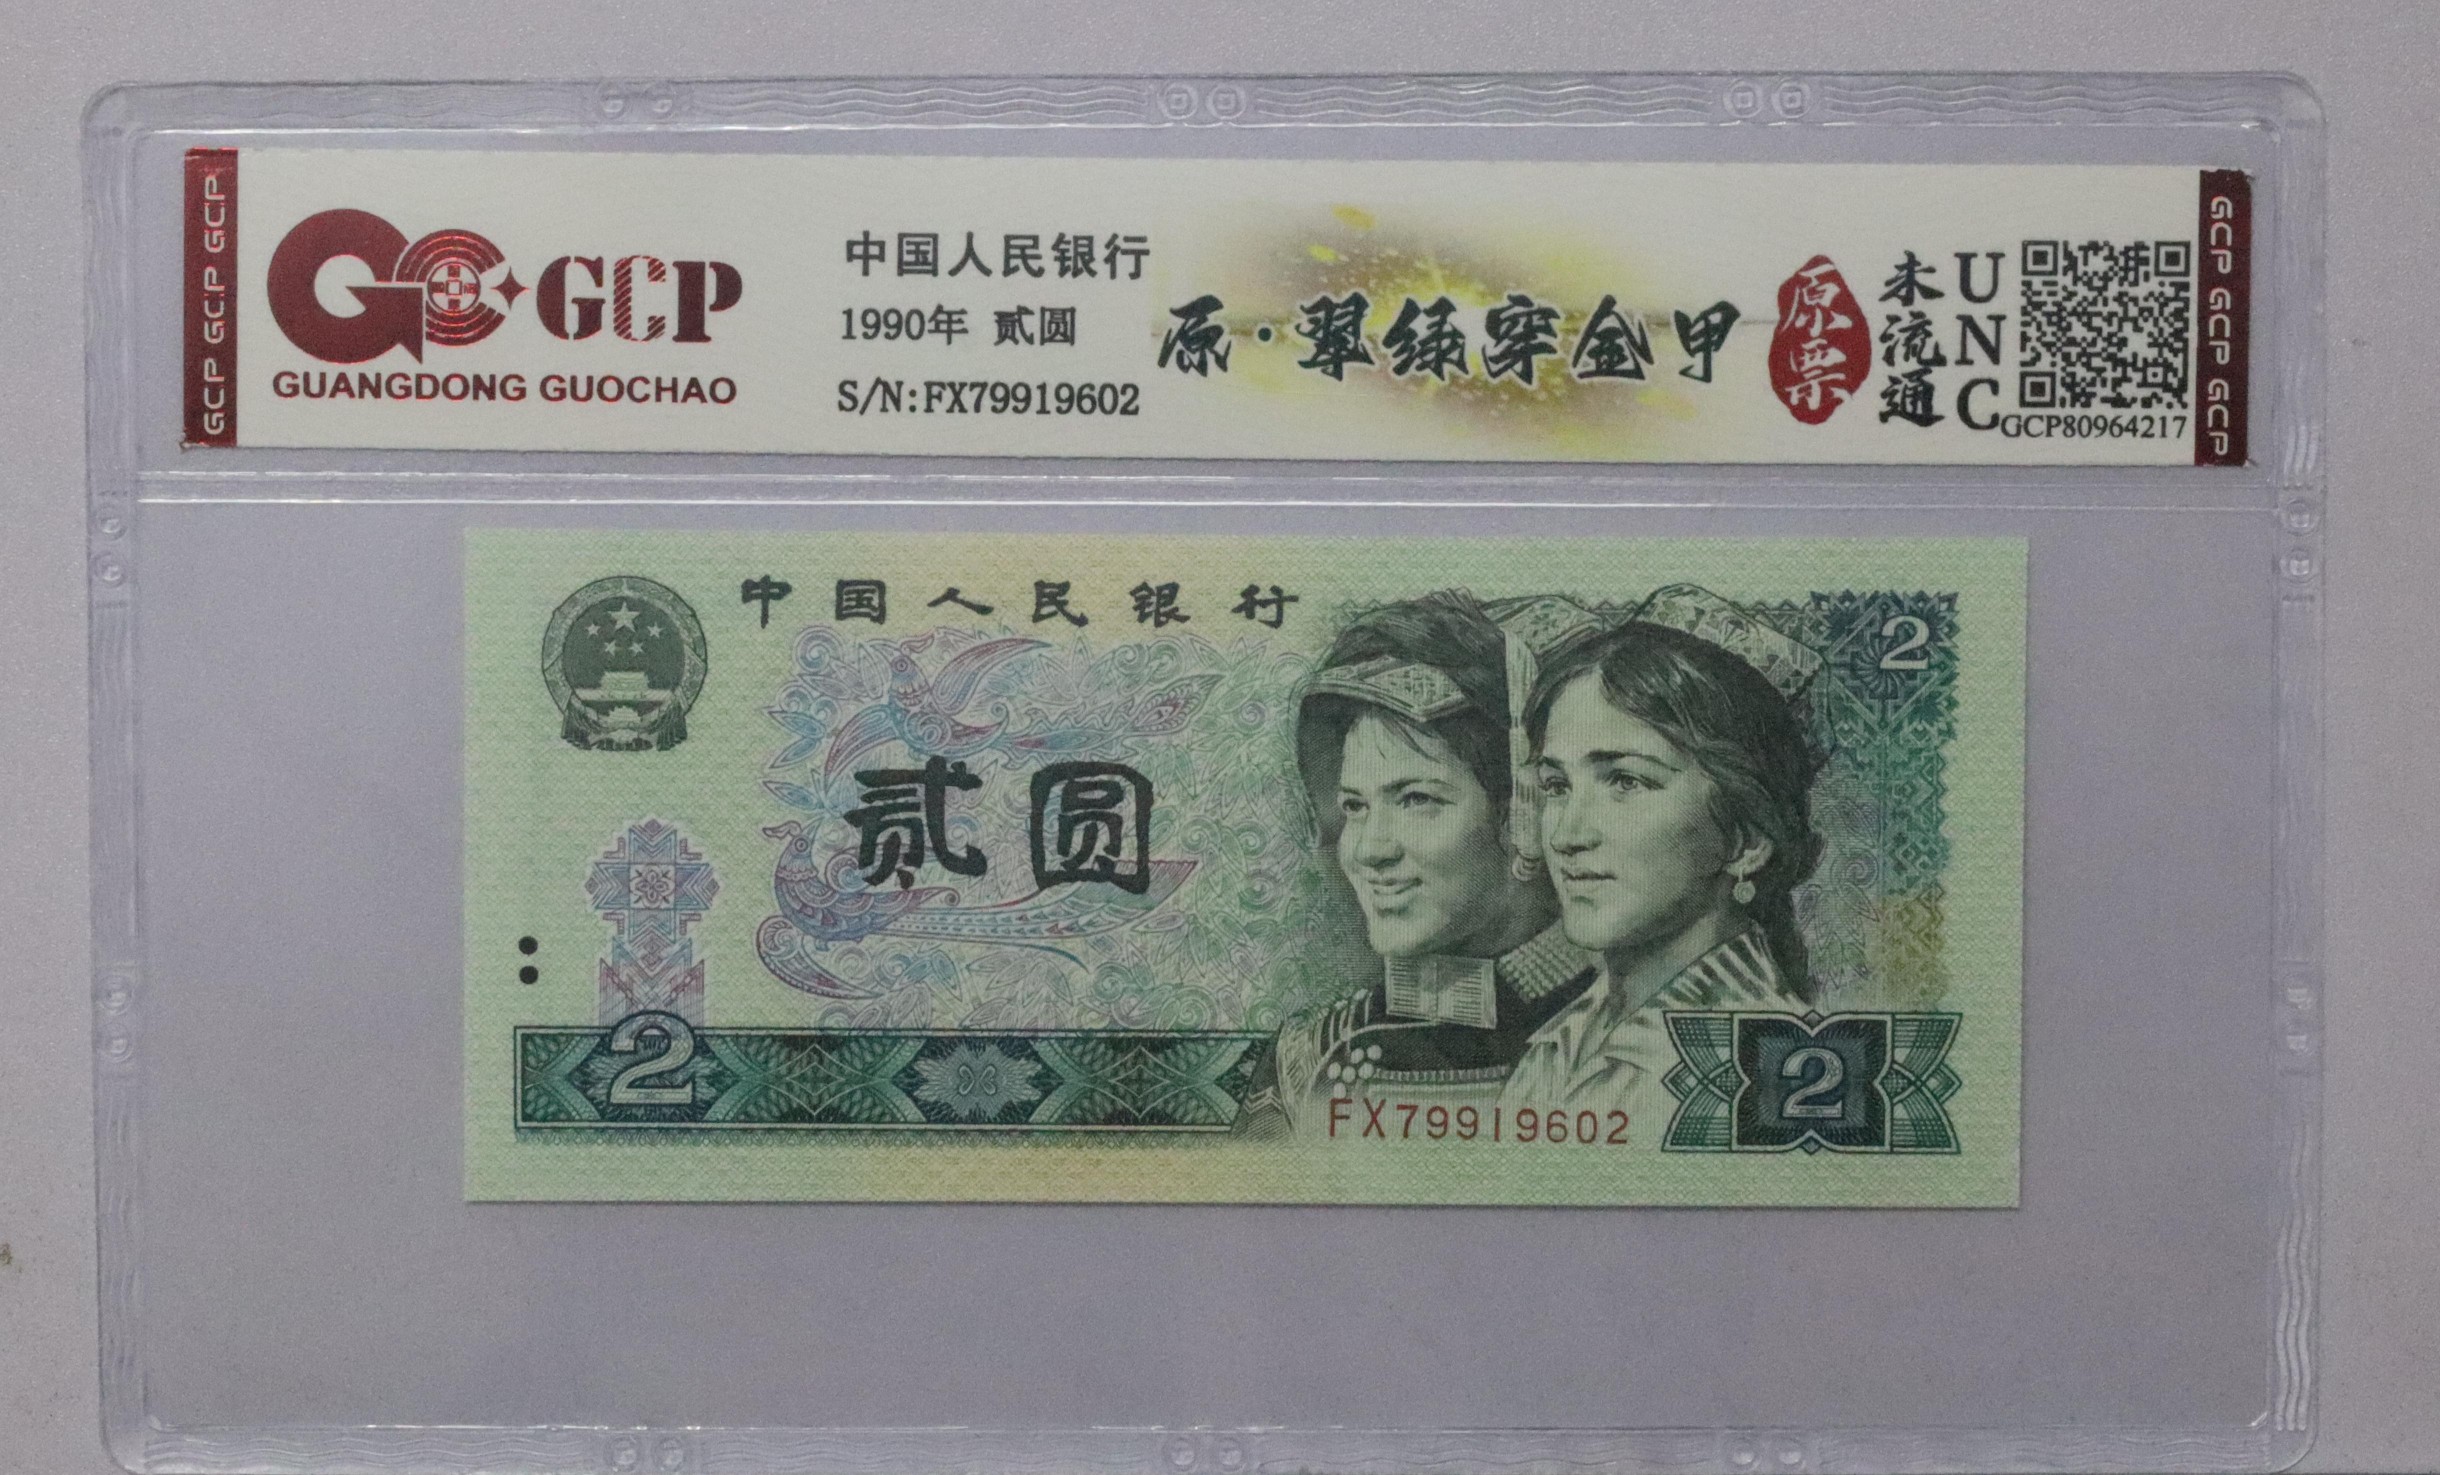 GCP GCP GCP
GCP
GUANGDONG GUOCHAO
中国人民银行
1990年 贰圆
S/N:FX79919602
原·翠绿穿金甲
原票
未流通
UNC
GCP80964217
GCP GCP GCP
中国人民银行
2
贰圆
2
FX79919602
2